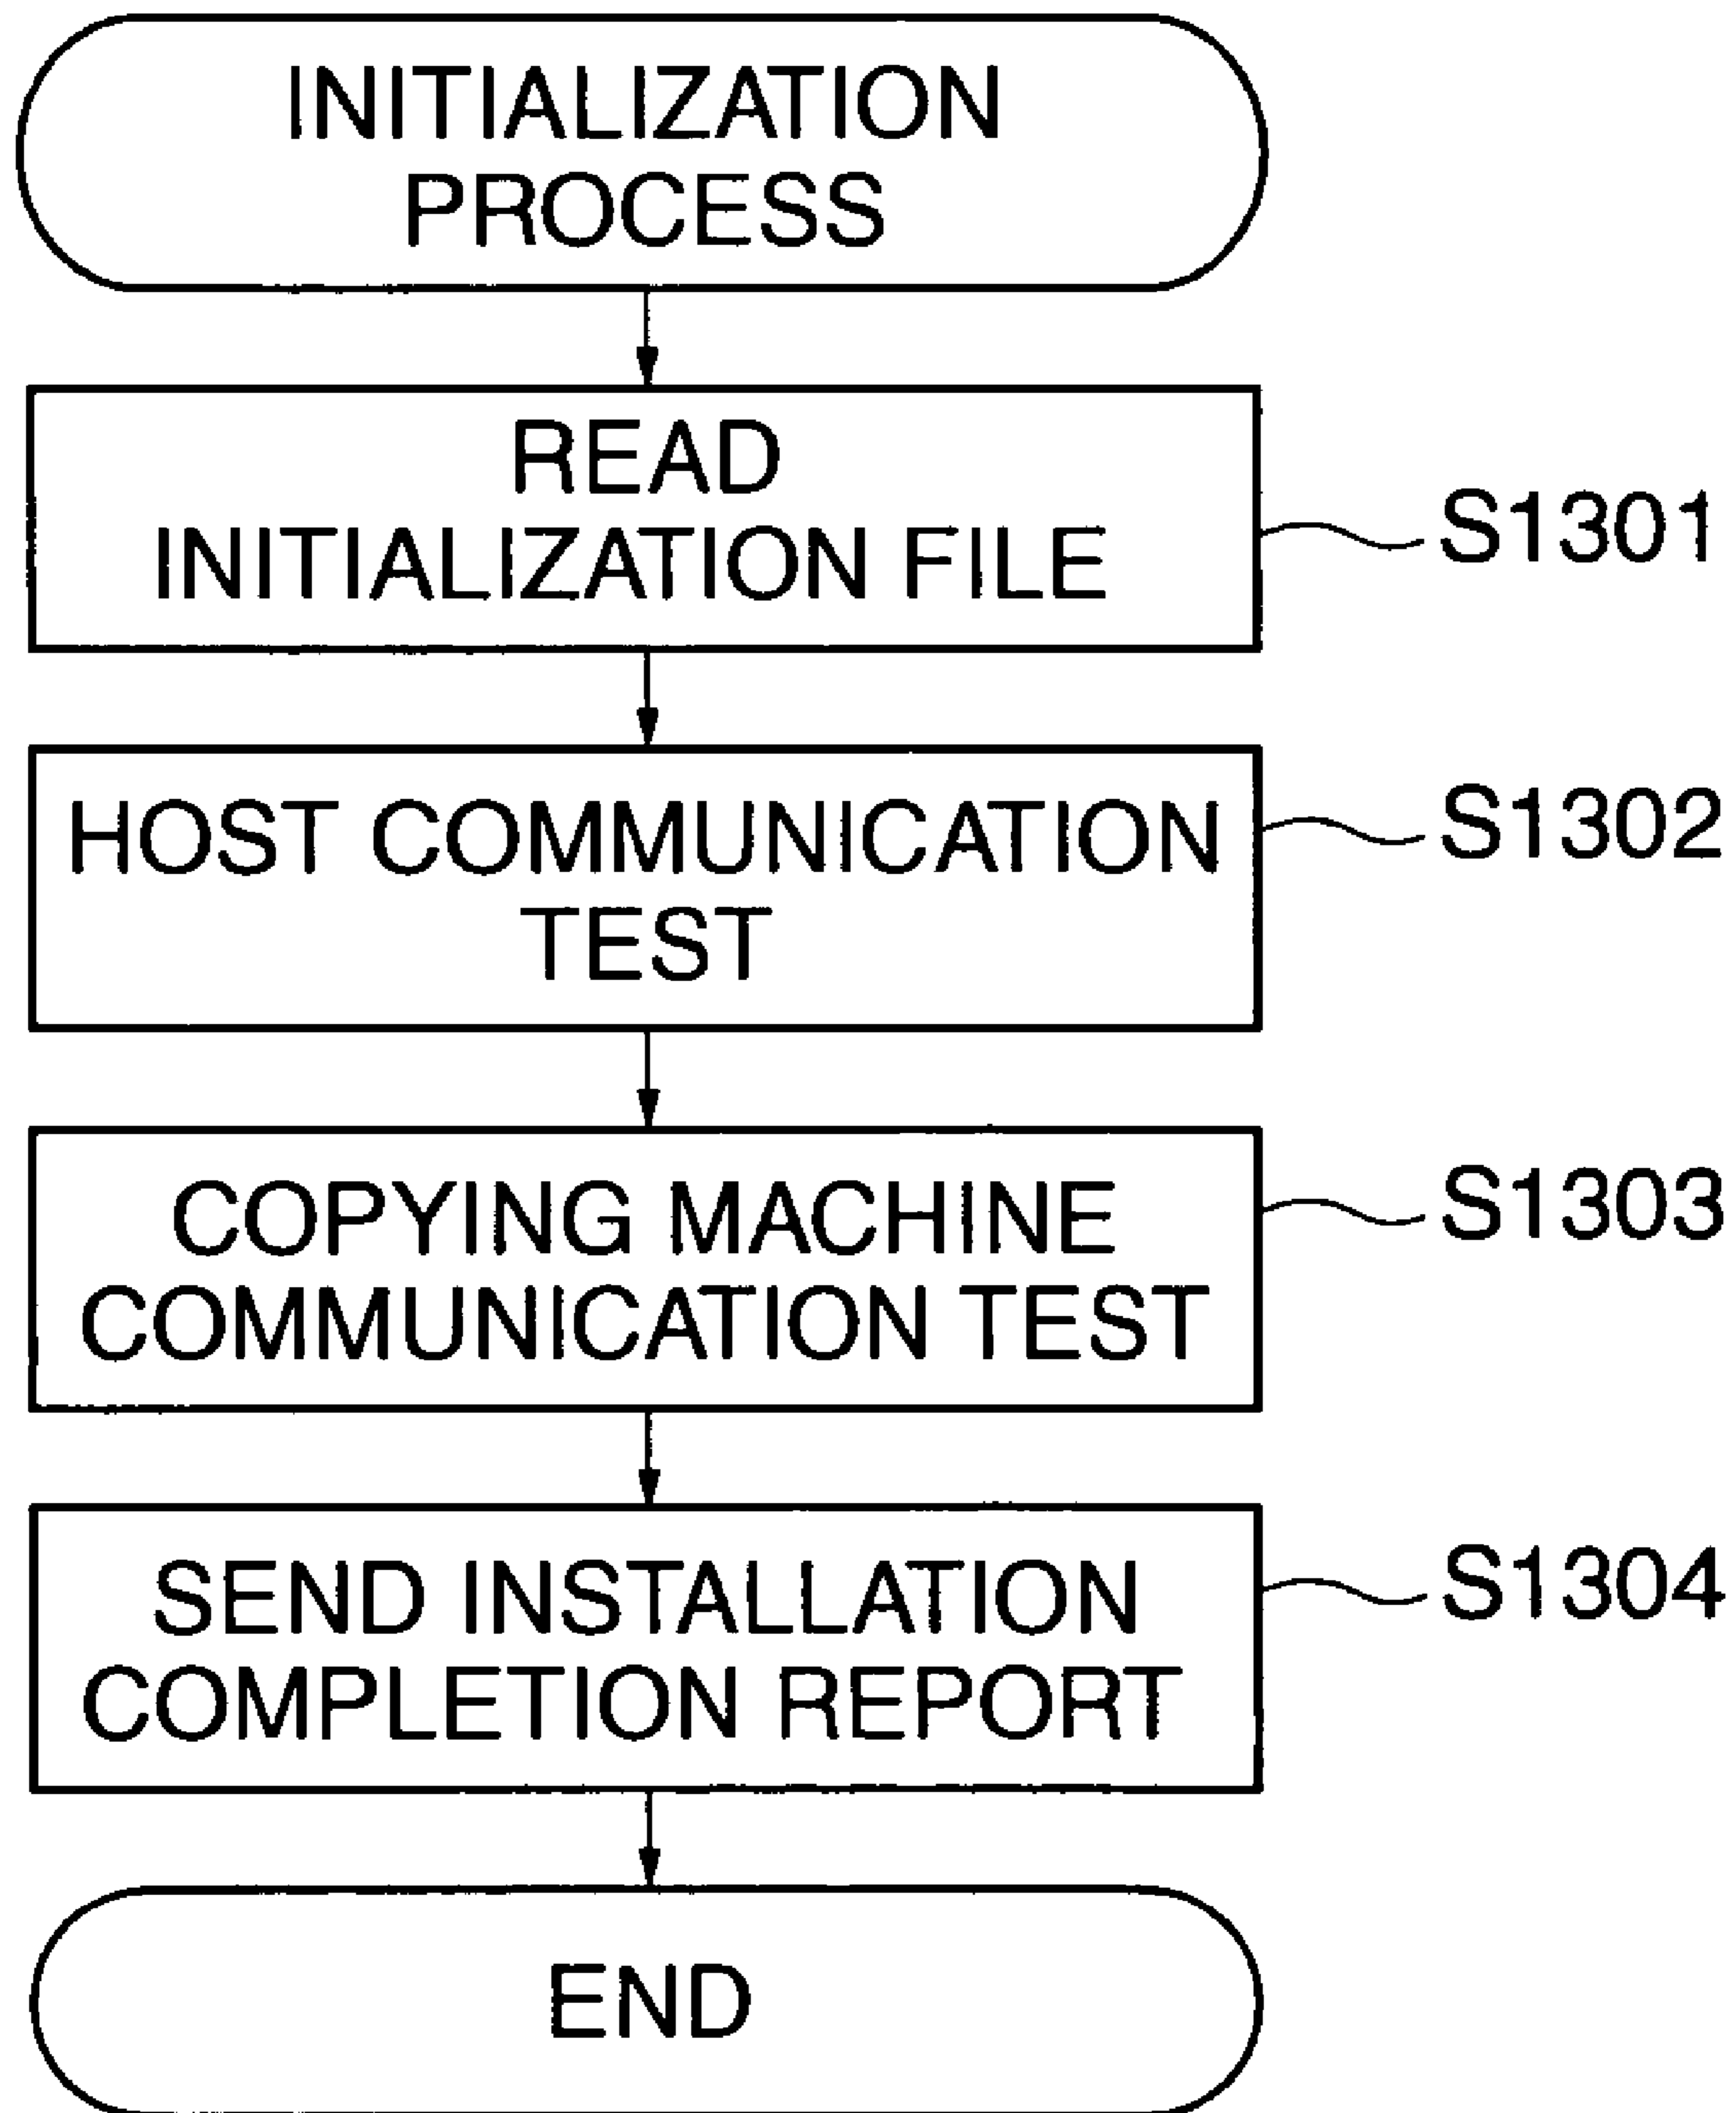 INITIALIZATION
PROCESS
READ
INITIALIZATION FILE
S1301
HOST COMMUNICATION
TEST
S1302
COPYING MACHINE
COMMUNICATION TEST
S1303
SEND INSTALLATION
COMPLETION REPORT
S1304
END